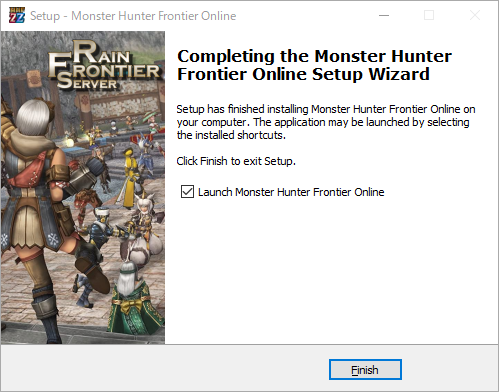 Setup - Monster Hunter Frontier Online
RAIN
FRONTIER
SERVER
Completing the Monster Hunter
Frontier Online Setup Wizard
Setup has finished installing Monster Hunter Frontier Online on
your computer. The application may be launched by selecting
the installed shortcuts.
Click Finish to exit Setup.
Launch Monster Hunter Frontier Online
Finish